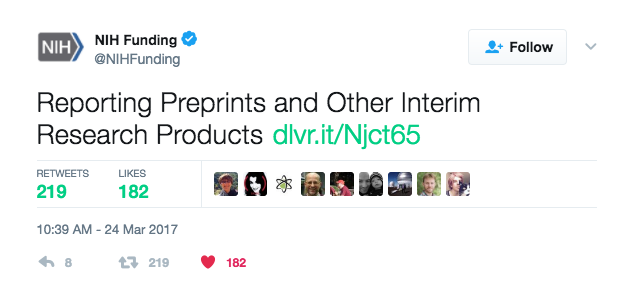 NIH
NIH Funding
@NIHFunding
Follow
Reporting Preprints and Other Interim
Research Products dlvr.it/Njct65
RETWEETS LIKES
219 182
10:39 AM - 24 Mar 2017
8 219 182